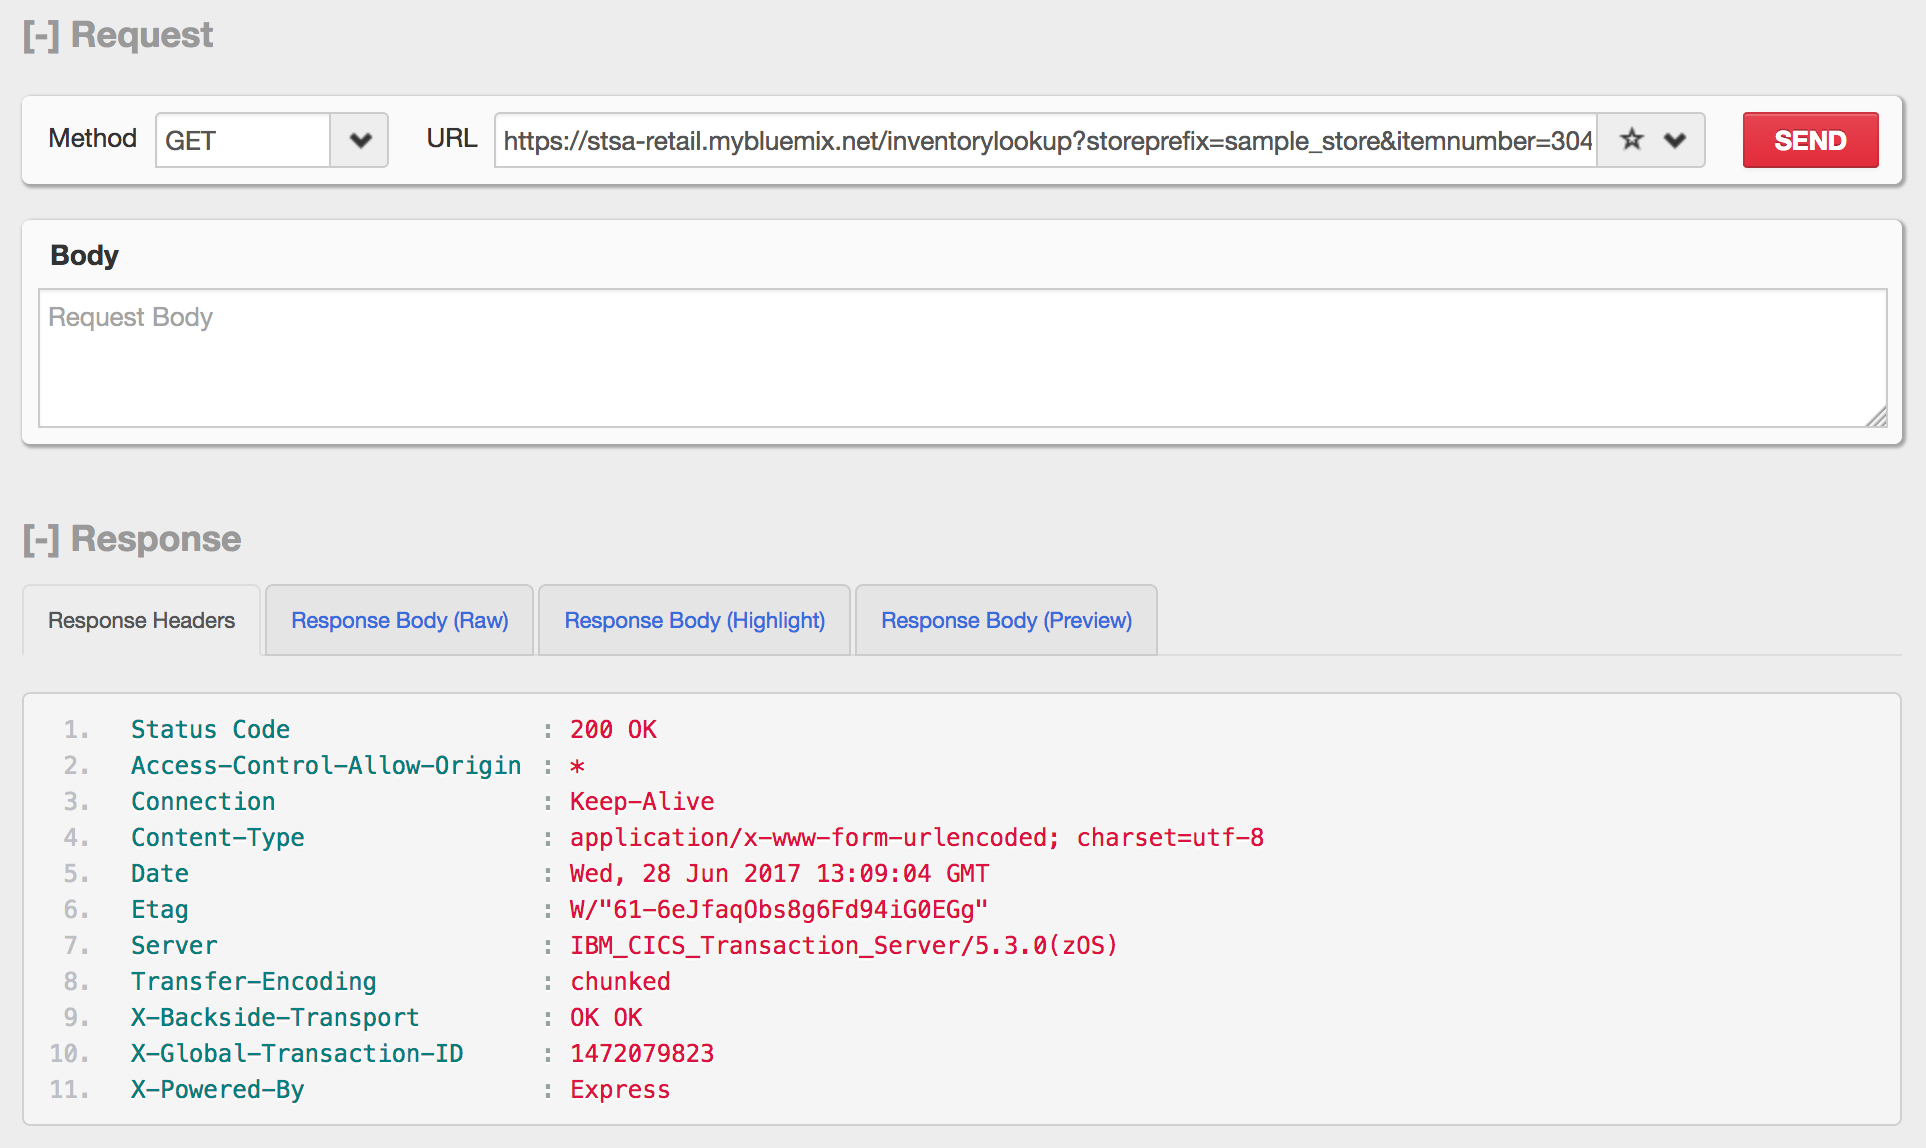 [-] Request
Method GET URL https://stsa-retail.mybluemix.net/inventorylookup?storeprefix=sample_store&itemnumber=304 SEND
Body
Request Body
[-] Response
Response Headers Response Body (Raw) Response Body (Highlight) Response Body (Preview)
1. Status Code : 200 OK
2. Access-Control-Allow-Origin : *
3. Connection : Keep-Alive
4. Content-Type : application/x-www-form-urlencoded; charset=utf-8
5. Date : Wed, 28 Jun 2017 13:09:04 GMT
6. Etag : W/"61-6eJfaqObs8g6Fd94iG0EGg"
7. Server : IBM_CICS_Transaction_Server/5.3.0(zOS)
8. Transfer-Encoding : chunked
9. X-Backside-Transport : OK OK
10. X-Global-Transaction-ID : 1472079823
11. X-Powered-By : Express